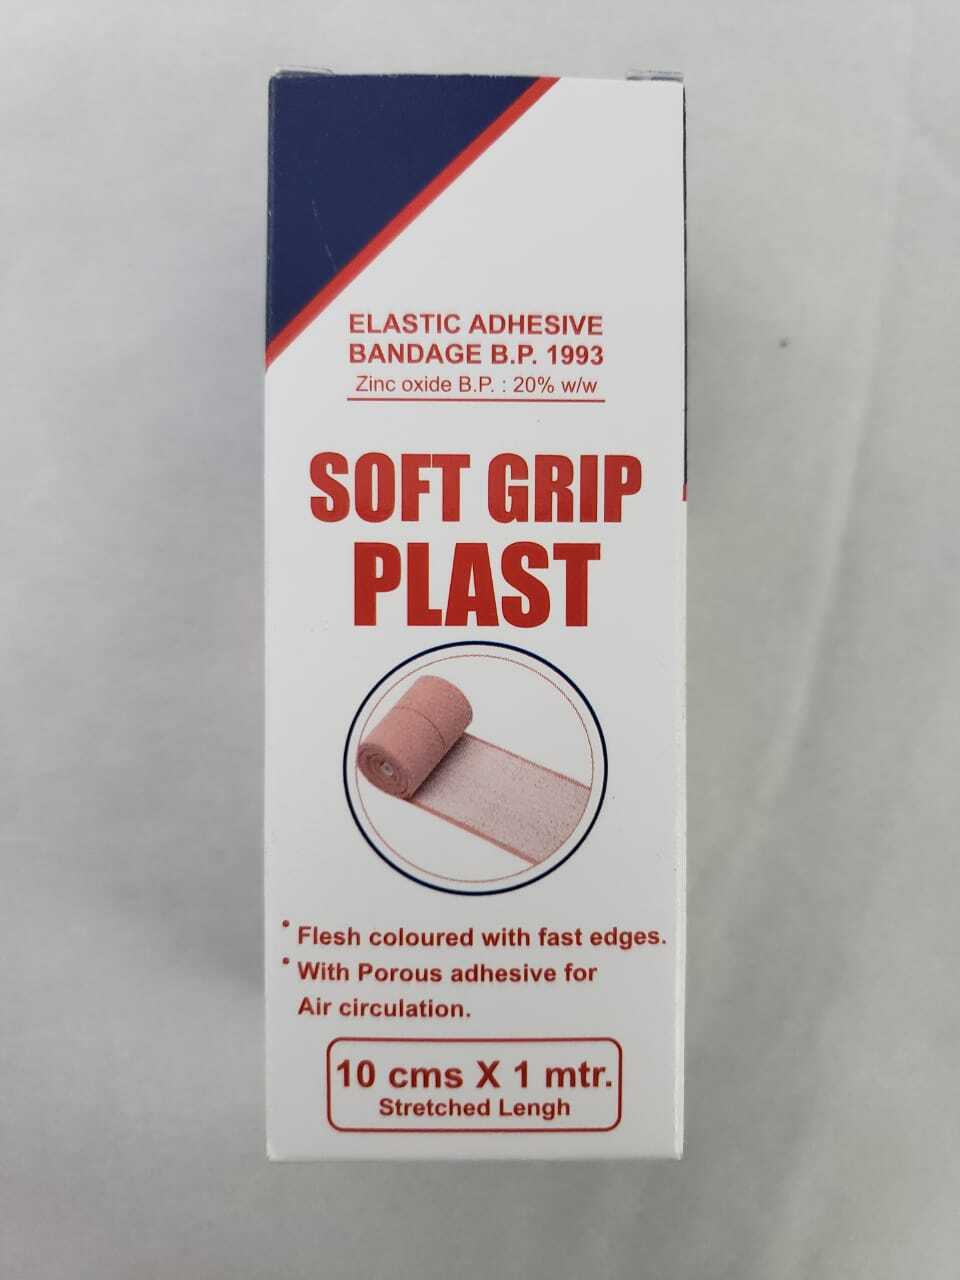 ELASTIC ADHESIVE
BANDAGE B.P. 1993
Zinc oxide B.P. : 20% w/w
SOFT GRIP
PLAST
• Flesh coloured with fast edges.
• With Porous adhesive for
Air circulation.
10 cms X 1 mtr.
Stretched Lengh